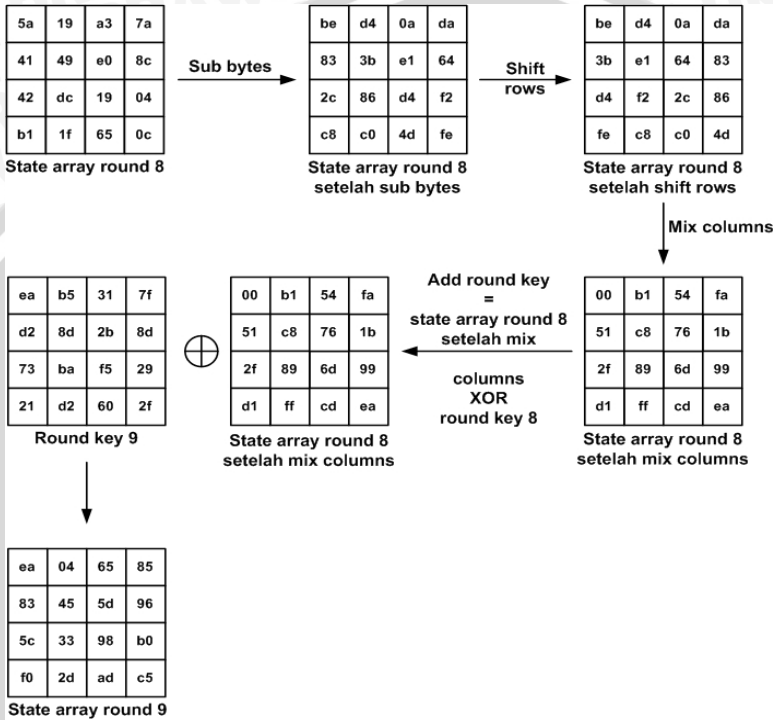 5a 19 a3 7a
41 49 e0 8c
42 dc 19 04
b1 1f 65 0c
State array round 8
Sub bytes
be d4 0a da
83 3b e1 64
2c 86 d4 f2
c8 c0 4d fe
State array round 8
setelah sub bytes
Shift
rows
be d4 0a da
3b e1 64 83
d4 f2 2c 86
fe c8 c0 4d
State array round 8
setelah shift rows
Mix columns
ea b5 31 7f
d2 8d 2b 8d
73 ba f5 29
21 d2 60 2f
Round key 9
00 b1 54 fa
51 c8 76 1b
2f 89 6d 99
d1 ff cd ea
State array round 8
setelah mix columns
Add round key
=
state array round 8
setelah mix
columns
XOR
round key 8
00 b1 54 fa
51 c8 76 1b
2f 89 6d 99
d1 ff cd ea
State array round 8
setelah mix columns
ea 04 65 85
83 45 5d 96
5c 33 98 b0
f0 2d ad c5
State array round 9